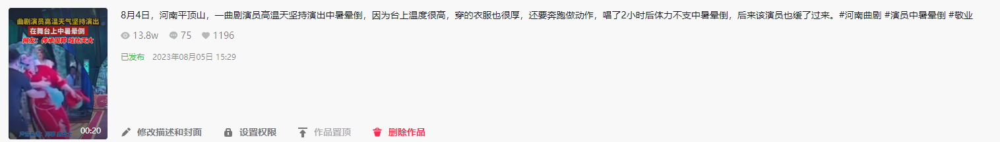 曲剧演员高温天气坚持演出
在舞台上中暑晕倒
网友：传承国粹 戏比天大
00:20
8月4日，河南平顶山，一曲剧演员高温天坚持演出中暑晕倒，因为台上温度很高，穿的衣服也很厚，还要奔跑做动作，唱了2小时后体力不支中暑晕倒，后来该演员也缓了过来。#河南曲剧 #演员中暑晕倒 #敬业
13.8w 75 1196
已发布 2023年08月05日 15:29
修改描述和封面 设置权限 作品置顶 删除作品